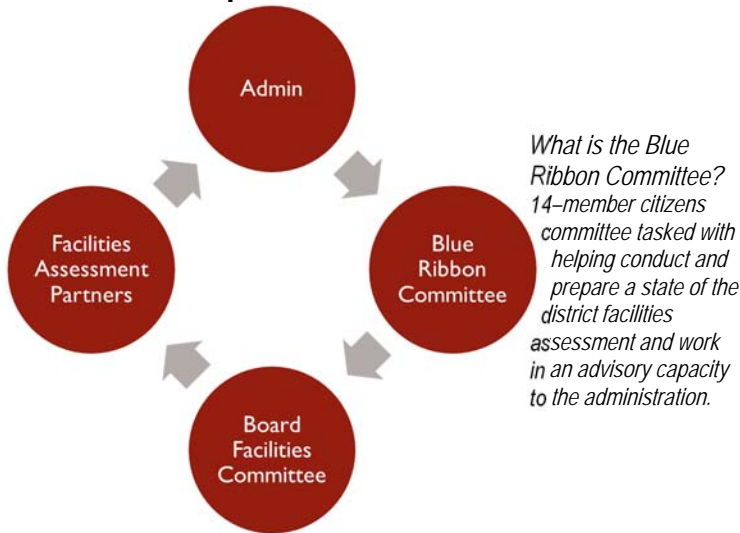 Admin
Blue
Ribbon
Committee
Board
Facilities
Committee
Facilities
Assessment
Partners
What is the Blue
Ribbon Committee?
14–member citizens
committee tasked with
helping conduct and
prepare a state of the
district facilities
assessment and work
in an advisory capacity
to the administration.